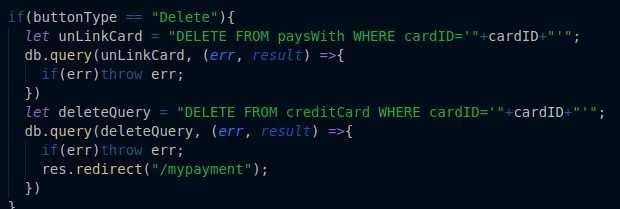 if(buttonType == "Delete"){
let unLinkCard = "DELETE FROM paysWith WHERE cardID='"+cardID+"'";
db.query(unLinkCard, (err, result) =>{
if(err)throw err;
})
let deleteQuery = "DELETE FROM creditCard WHERE cardID='"+cardID+"'";
db.query(deleteQuery, (err, result) =>{
if(err)throw err;
res.redirect("/mypayment");
})
}